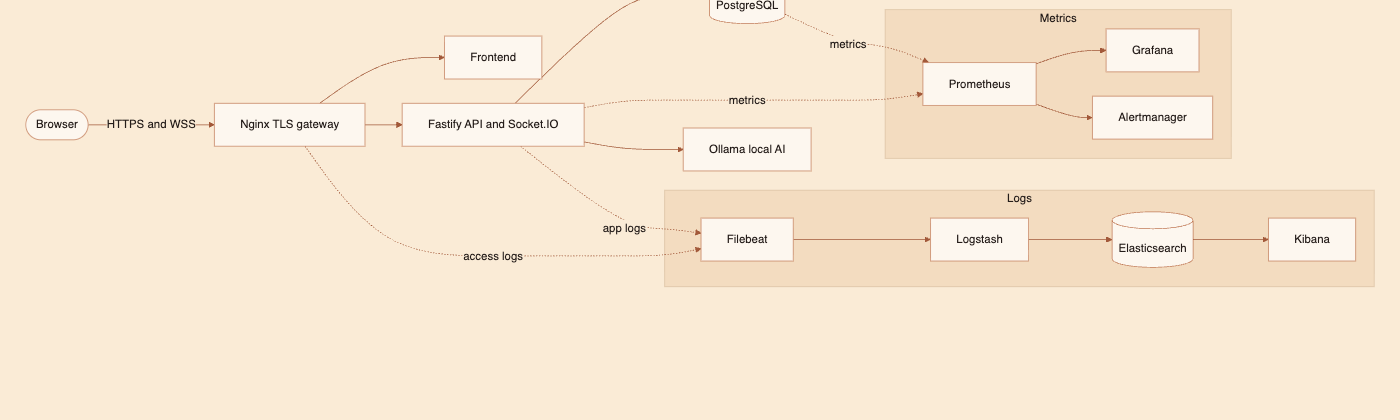 PostgreSQL
Metrics
metrics
Grafana
Frontend
Prometheus
metrics
Alertmanager
Browser
HTTPS and WSS
Nginx TLS gateway
Fastify API and Socket.IO
Ollama local AI
Logs
app logs
Filebeat
Logstash
Elasticsearch
Kibana
access logs